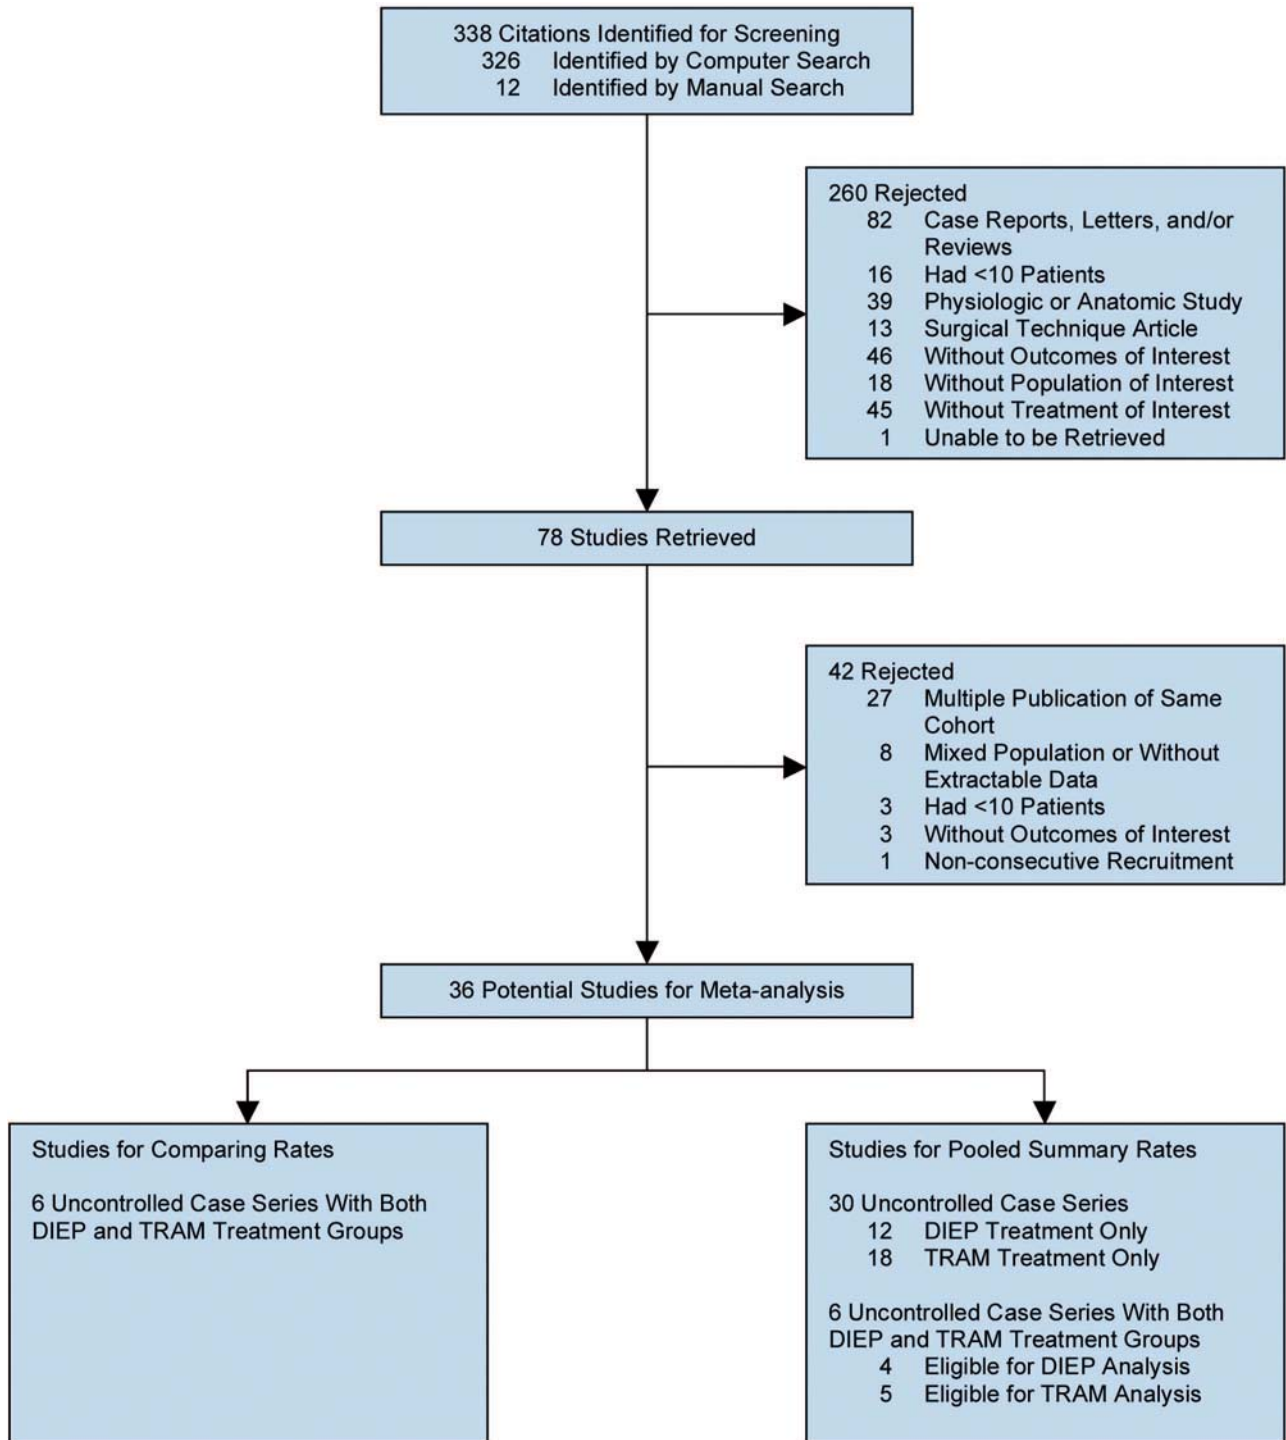 338 Citations Identified for Screening
326 Identified by Computer Search
12 Identified by Manual Search
260 Rejected
82 Case Reports, Letters, and/or
Reviews
16 Had <10 Patients
39 Physiologic or Anatomic Study
13 Surgical Technique Article
46 Without Outcomes of Interest
18 Without Population of Interest
45 Without Treatment of Interest
1 Unable to be Retrieved
78 Studies Retrieved
42 Rejected
27 Multiple Publication of Same
Cohort
8 Mixed Population or Without
Extractable Data
3 Had <10 Patients
3 Without Outcomes of Interest
1 Non-consecutive Recruitment
36 Potential Studies for Meta-analysis
Studies for Comparing Rates
6 Uncontrolled Case Series With Both
DIEP and TRAM Treatment Groups
Studies for Pooled Summary Rates
30 Uncontrolled Case Series
12 DIEP Treatment Only
18 TRAM Treatment Only
6 Uncontrolled Case Series With Both
DIEP and TRAM Treatment Groups
4 Eligible for DIEP Analysis
5 Eligible for TRAM Analysis